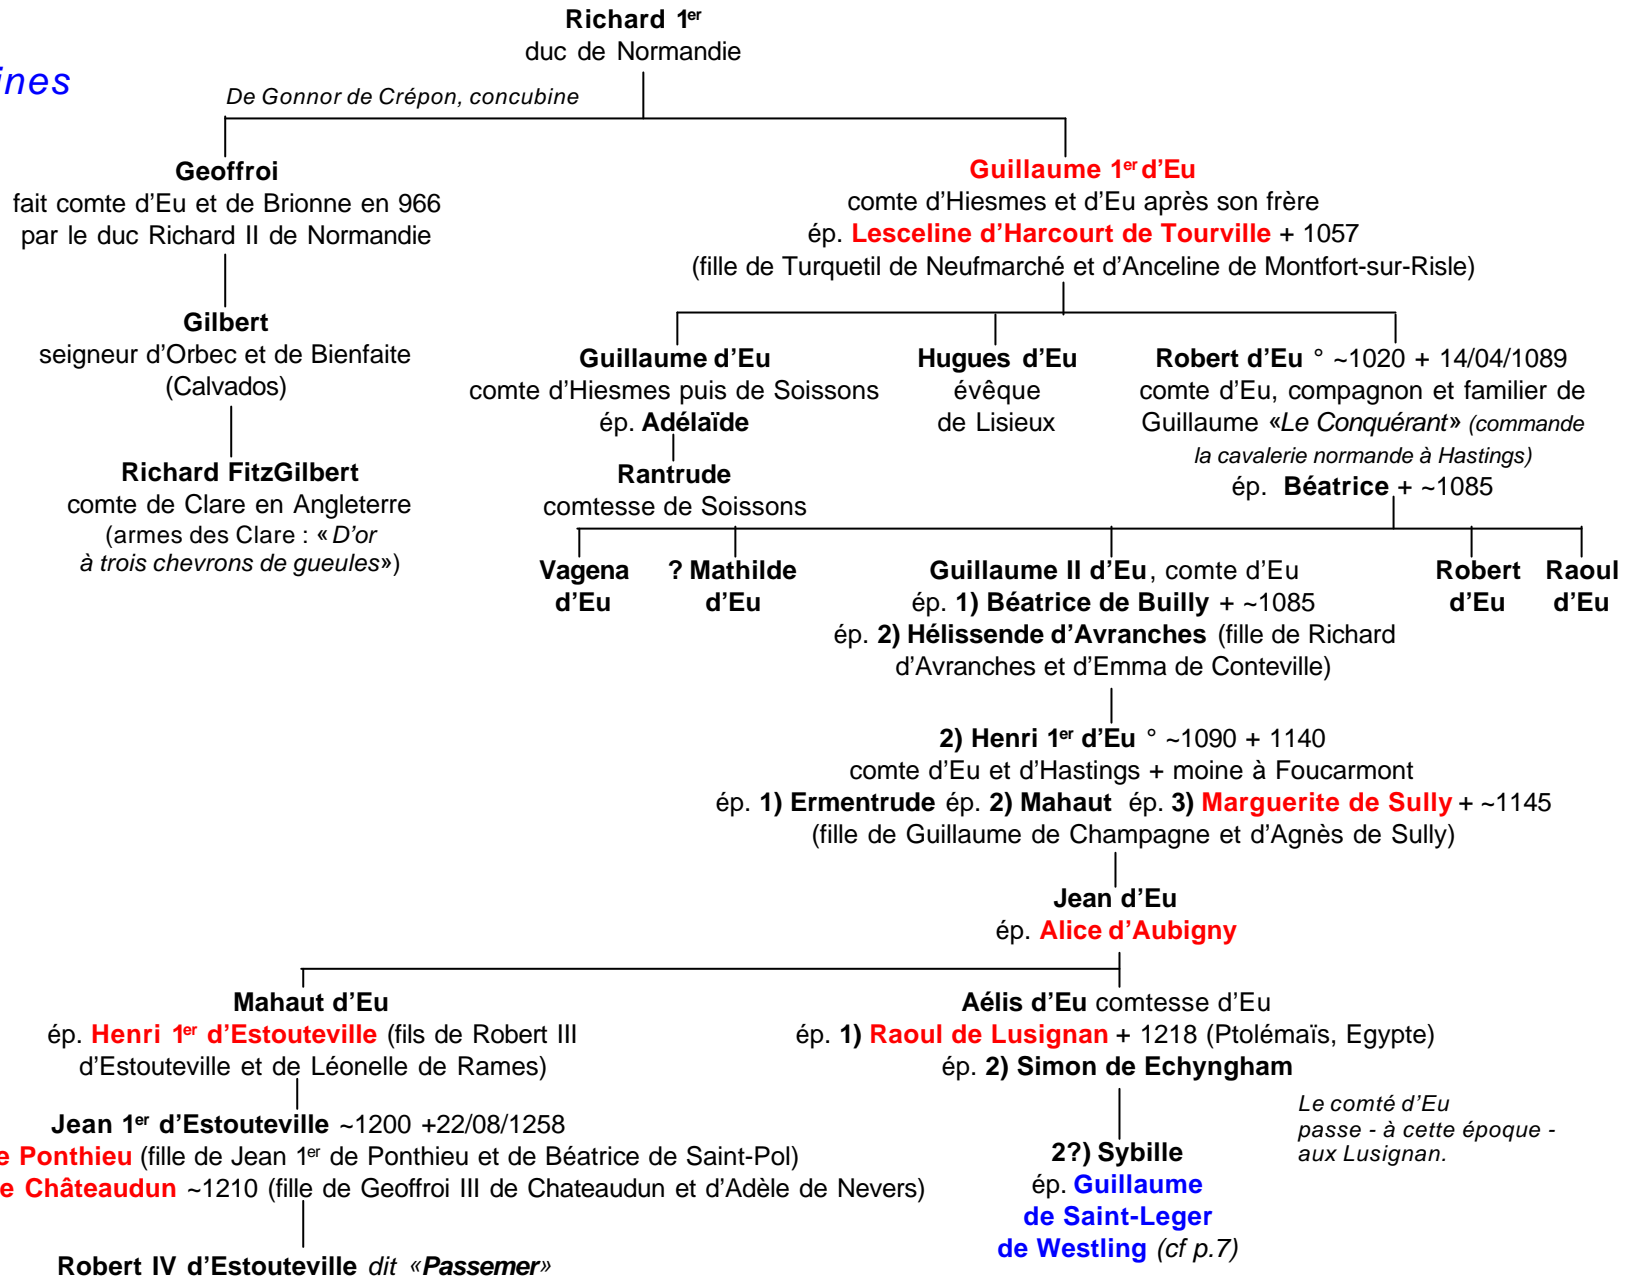 Richard 1er
duc de Normandie
ines
De Gonnor de Crépon, concubine
Geoffroi
fait comte d'Eu et de Brionne en 966
par le duc Richard II de Normandie
Guillaume 1er d'Eu
comte d'Hiesmes et d'Eu après son frère
ép. Lesceline d'Harcourt de Tourville + 1057
(fille de Turquetil de Neufmarché et d'Anceline de Montfort-sur-Risle)
Gilbert
seigneur d'Orbec et de Bienfaite
(Calvados)
Guillaume d'Eu
comte d'Hiesmes puis de Soissons
ép. Adélaïde
Hugues d'Eu
évêque
de Lisieux
Robert d'Eu ° ~1020 + 14/04/1089
comte d'Eu, compagnon et familier de
Guillaume «Le Conquérant» (commande
la cavalerie normande à Hastings)
ép. Béatrice + ~1085
Richard FitzGilbert
comte de Clare en Angleterre
(armes des Clare : «D'or
à trois chevrons de gueules»)
Rantrude
comtesse de Soissons
Vagena
d'Eu
? Mathilde
d'Eu
Guillaume II d'Eu, comte d'Eu
ép. 1) Béatrice de Builly + ~1085
ép. 2) Hélissende d'Avranches (fille de Richard
d'Avranches et d'Emma de Conteville)
Robert
d'Eu
Raoul
d'Eu
2) Henri 1er d'Eu ° ~1090 + 1140
comte d'Eu et d'Hastings + moine à Foucarmont
ép. 1) Ermentrude ép. 2) Mahaut ép. 3) Marguerite de Sully + ~1145
(fille de Guillaume de Champagne et d'Agnès de Sully)
Jean d'Eu
ép. Alice d'Aubigny
Mahaut d'Eu
ép. Henri 1er d'Estouteville (fils de Robert III
d'Estouteville et de Léonelle de Rames)
Aélis d'Eu comtesse d'Eu
ép. 1) Raoul de Lusignan + 1218 (Ptolémaïs, Egypte)
ép. 2) Simon de Echyngham
Jean 1er d'Estouteville ~1200 +22/08/1258
e Ponthieu (fille de Jean 1er de Ponthieu et de Béatrice de Saint-Pol)
e Châteaudun ~1210 (fille de Geoffroi III de Chateaudun et d'Adèle de Nevers)
Le comté d'Eu
passe - à cette époque -
aux Lusignan.
2?) Sybille
ép. Guillaume
de Saint-Leger
de Westling (cf p.7)
Robert IV d'Estouteville dit «Passemer»